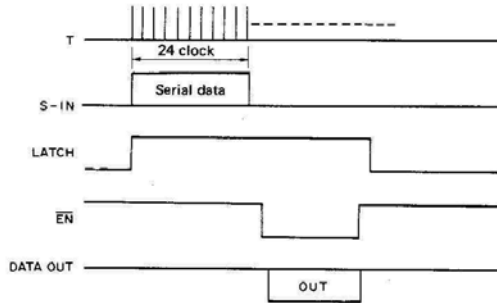 T
24 clock
Serial data
S-IN
LATCH
EN
DATA OUT
OUT